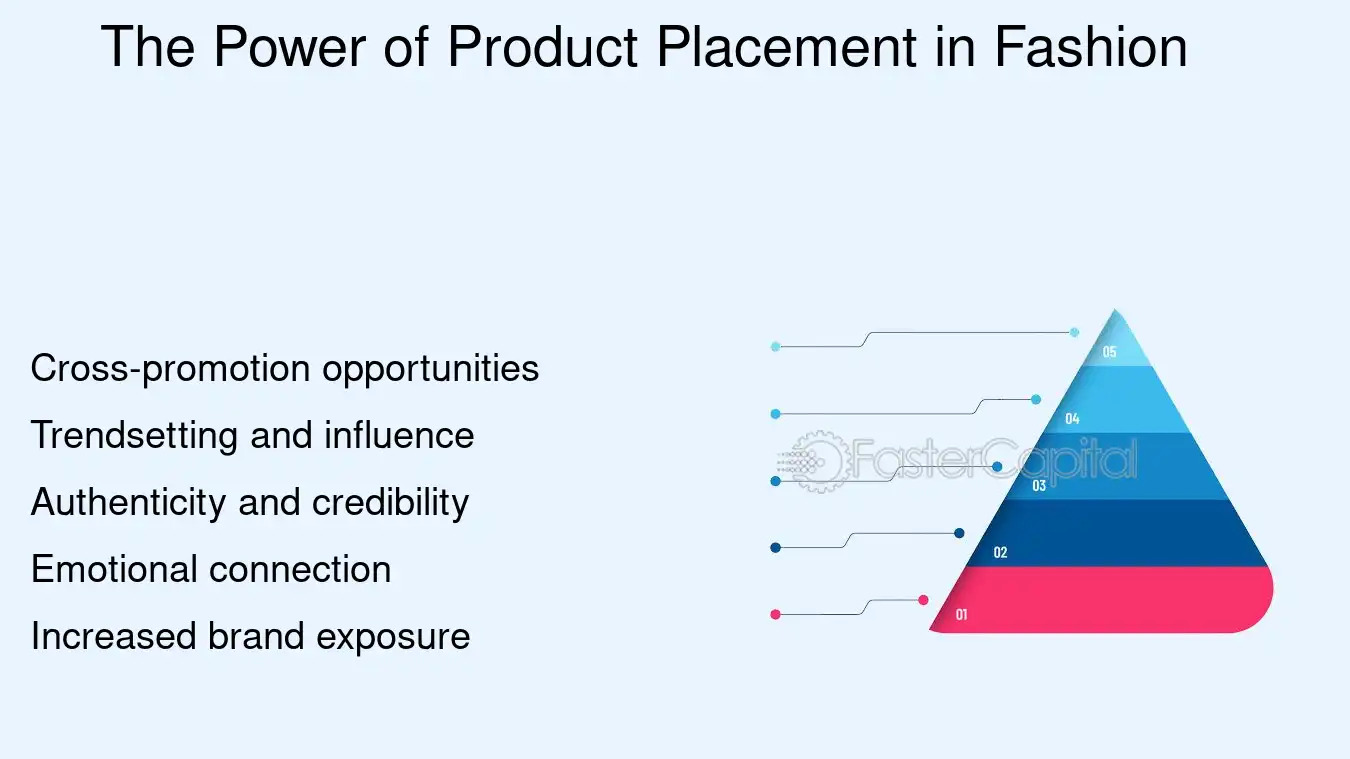 The Power of Product Placement in Fashion
Cross-promotion opportunities
Trendsetting and influence
Authenticity and credibility
Emotional connection
Increased brand exposure
05
04
FasterCapital
03
02
01